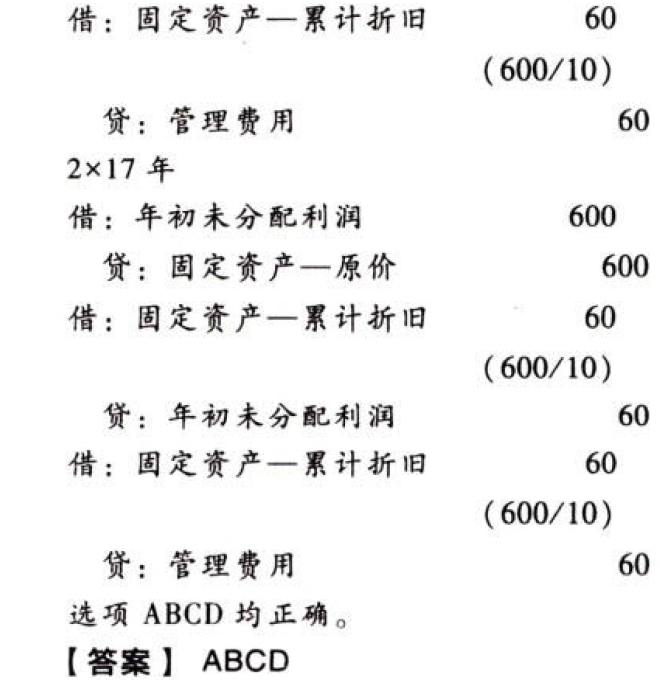 借：固定资产—累计折旧 60
(600/10)
贷：管理费用 60
2×17 年
借：年初未分配利润 600
贷：固定资产—原价 600
借：固定资产—累计折旧 60
(600/10)
贷：年初未分配利润 60
借：固定资产—累计折旧 60
(600/10)
贷：管理费用 60
选项 ABCD 均正确。
【答案】 ABCD